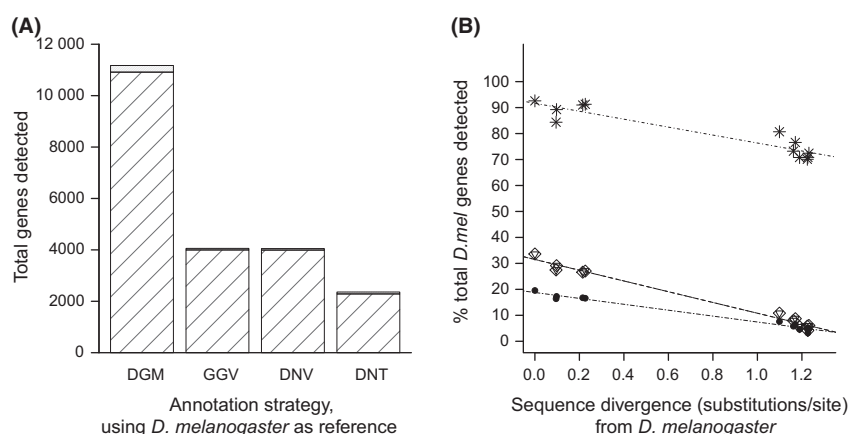 (A)
12 000
10 000
8000
6000
4000
2000
0
Total genes detected
DGM GGV DNV DNT
Annotation strategy,
using D. melanogaster as reference
(B)
100
90
80
70
60
50
40
30
20
10
0
% total D.mel genes detected
0.0 0.2 0.4 0.6 0.8 1.0 1.2
Sequence divergence (substitutions/site)
from D. melanogaster